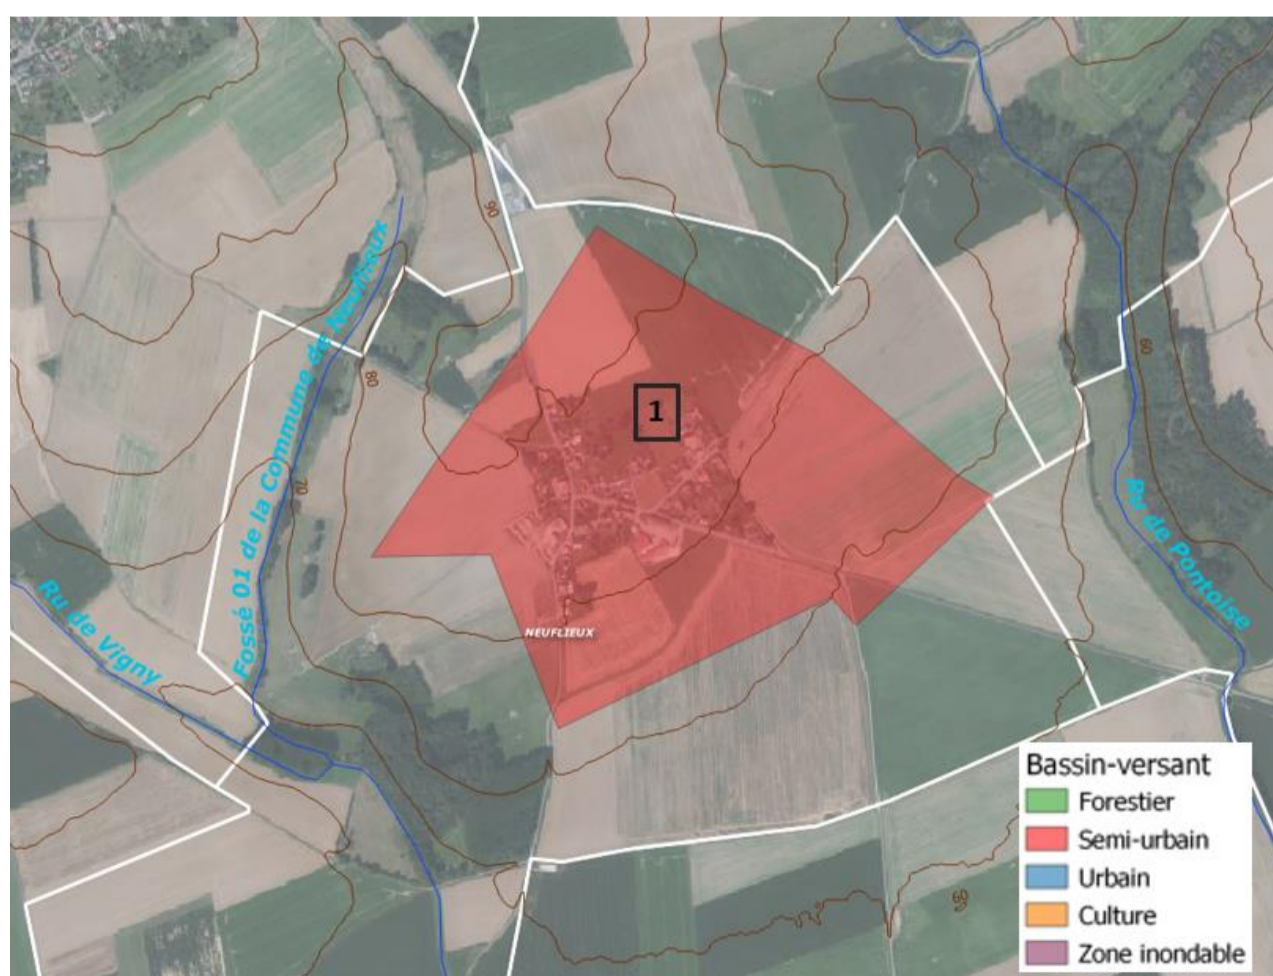 90
Fossé 01 de la Commune de Neuflieux
60
80
1
70
Ru de Pontoise
Ru de Vigny
NEUFLIEUX
Bassin-versant
Forestier
Semi-urbain
Urbain
Culture
Zone inondable
60